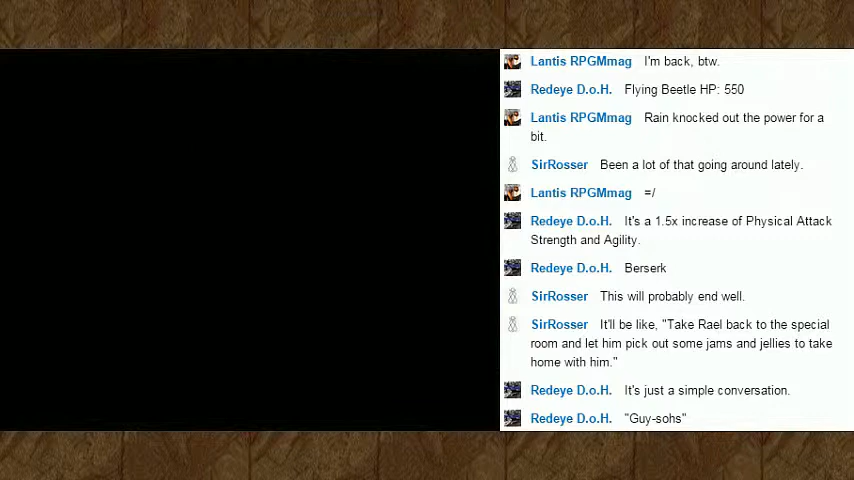 Lantis RPGMmag I'm back, btw.
Redeye D.o.H. Flying Beetle HP: 550
Lantis RPGMmag Rain knocked out the power for a
bit.
SirRosser Been a lot of that going around lately.
Lantis RPGMmag =/
Redeye D.o.H. It's a 1.5x increase of Physical Attack
Strength and Agility.
Redeye D.o.H. Berserk
SirRosser This will probably end well.
SirRosser It'll be like, "Take Rael back to the special
room and let him pick out some jams and jellies to take
home with him."
Redeye D.o.H. It's just a simple conversation.
Redeye D.o.H. "Guy-sohs"